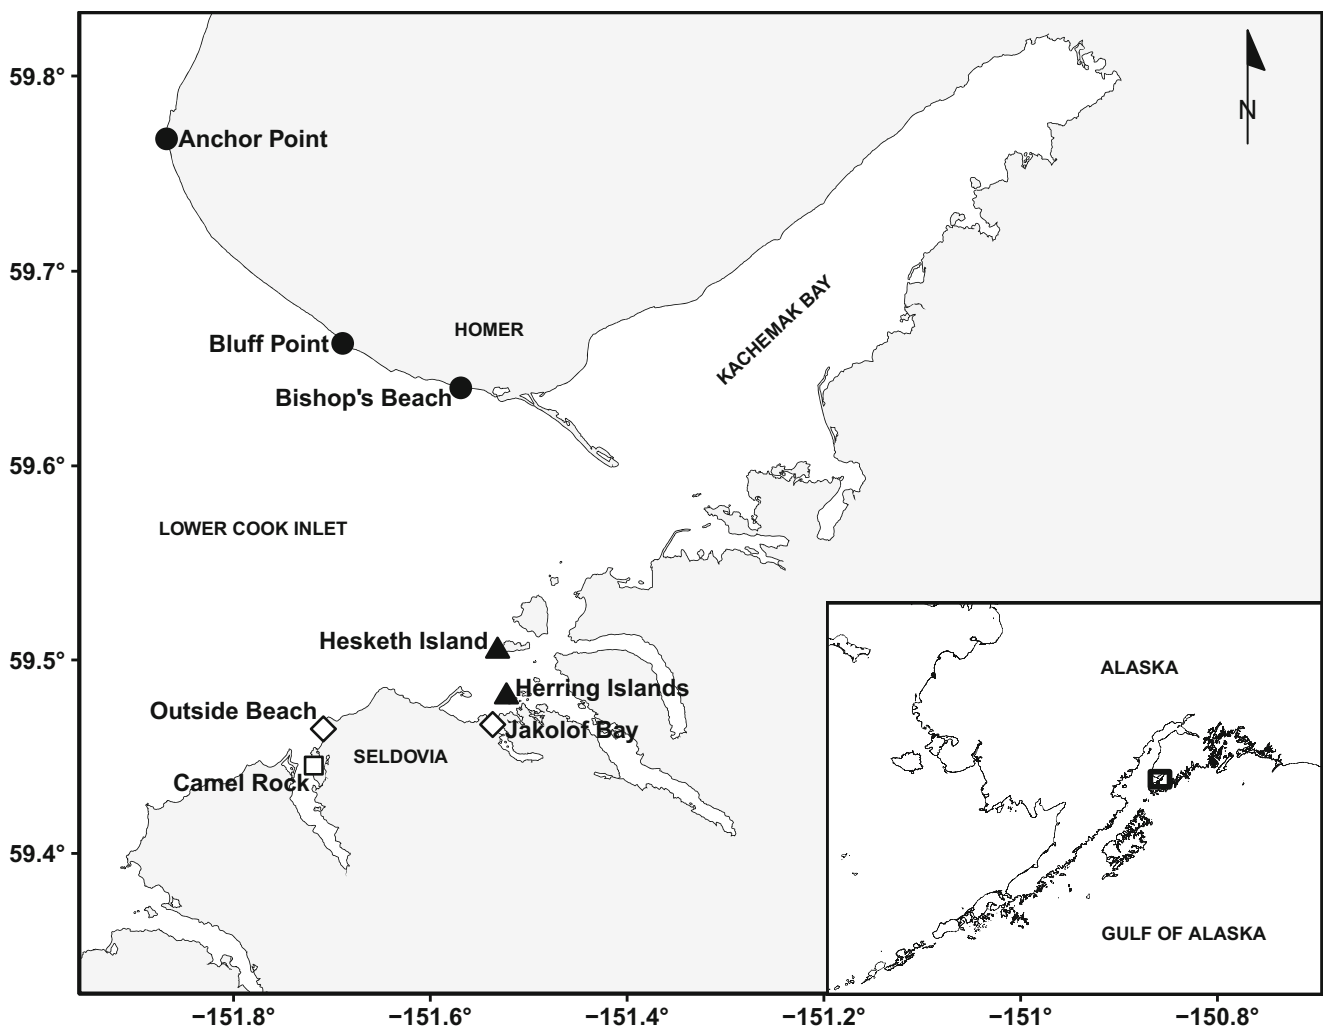 59.8°
N
Anchor Point
59.7°
KACHEMAK BAY
HOMER
Bluff Point
Bishop's Beach
59.6°
LOWER COOK INLET
Hesketh Island
59.5°
ALASKA
Herring Islands
Outside Beach
Jakolof Bay
SELDOVIA
Camel Rock
59.4°
GULF OF ALASKA
−151.8°
−151.6°
−151.4°
−151.2°
−151°
−150.8°